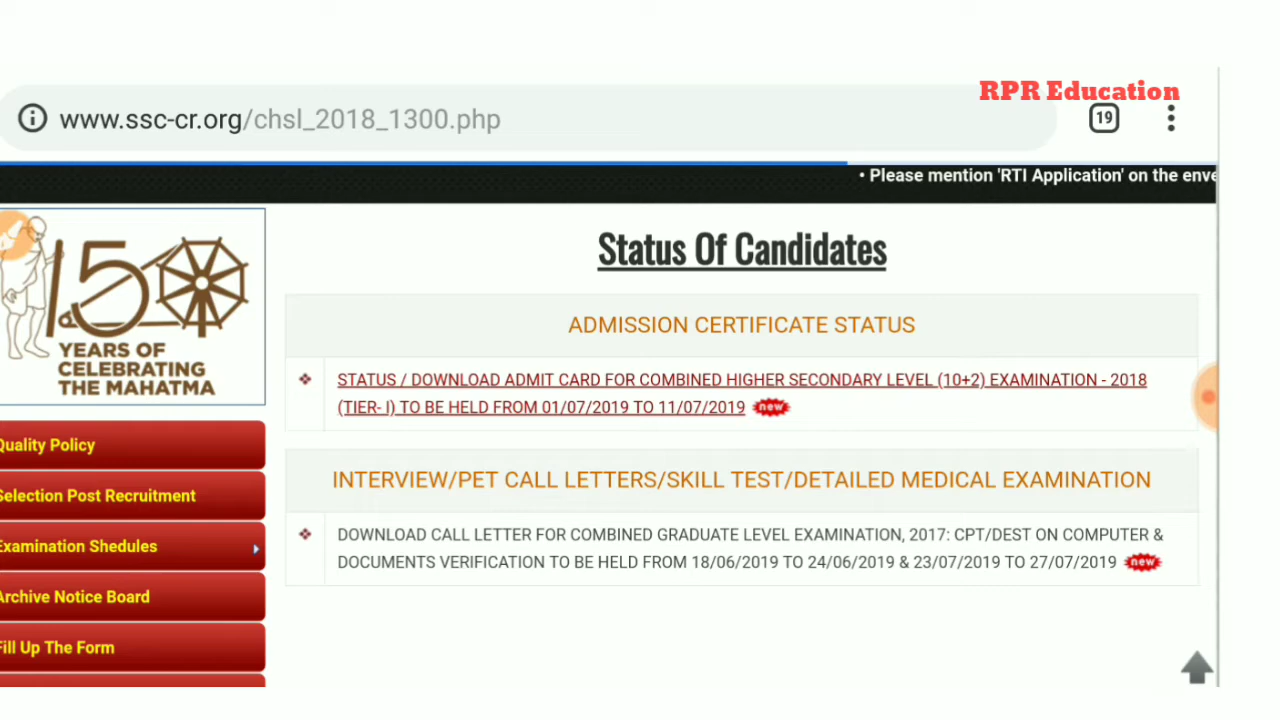 RPR Education
www.ssc-cr.org/chsl_2018_1300.php
19
• Please mention 'RTI Application' on the enve
150
YEARS OF
CELEBRATING
THE MAHATMA
Quality Policy
Selection Post Recruitment
Examination Shedules
Archive Notice Board
Fill Up The Form
Status Of Candidates
ADMISSION CERTIFICATE STATUS
STATUS / DOWNLOAD ADMIT CARD FOR COMBINED HIGHER SECONDARY LEVEL (10+2) EXAMINATION - 2018
(TIER- I) TO BE HELD FROM 01/07/2019 TO 11/07/2019 new
INTERVIEW/PET CALL LETTERS/SKILL TEST/DETAILED MEDICAL EXAMINATION
DOWNLOAD CALL LETTER FOR COMBINED GRADUATE LEVEL EXAMINATION, 2017: CPT/DEST ON COMPUTER &
DOCUMENTS VERIFICATION TO BE HELD FROM 18/06/2019 TO 24/06/2019 & 23/07/2019 TO 27/07/2019 new